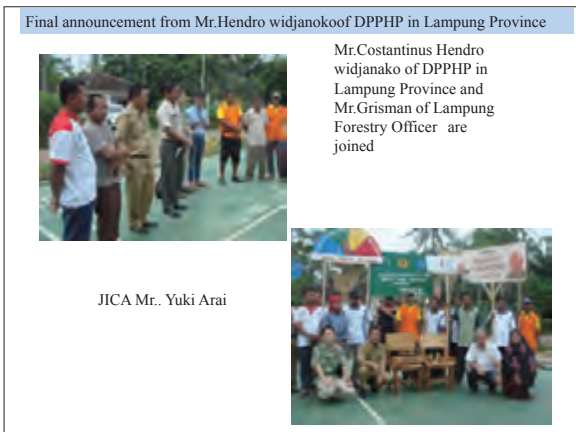 Final announcement from Mr.Hendro widjanokoof DPPHP in Lampung Province
Mr.Costantinus Hendro
widjanako of DPPHP in
Lampung Province and
Mr.Grisman of Lampung
Forestry Officer are
joined
JICA Mr.. Yuki Arai